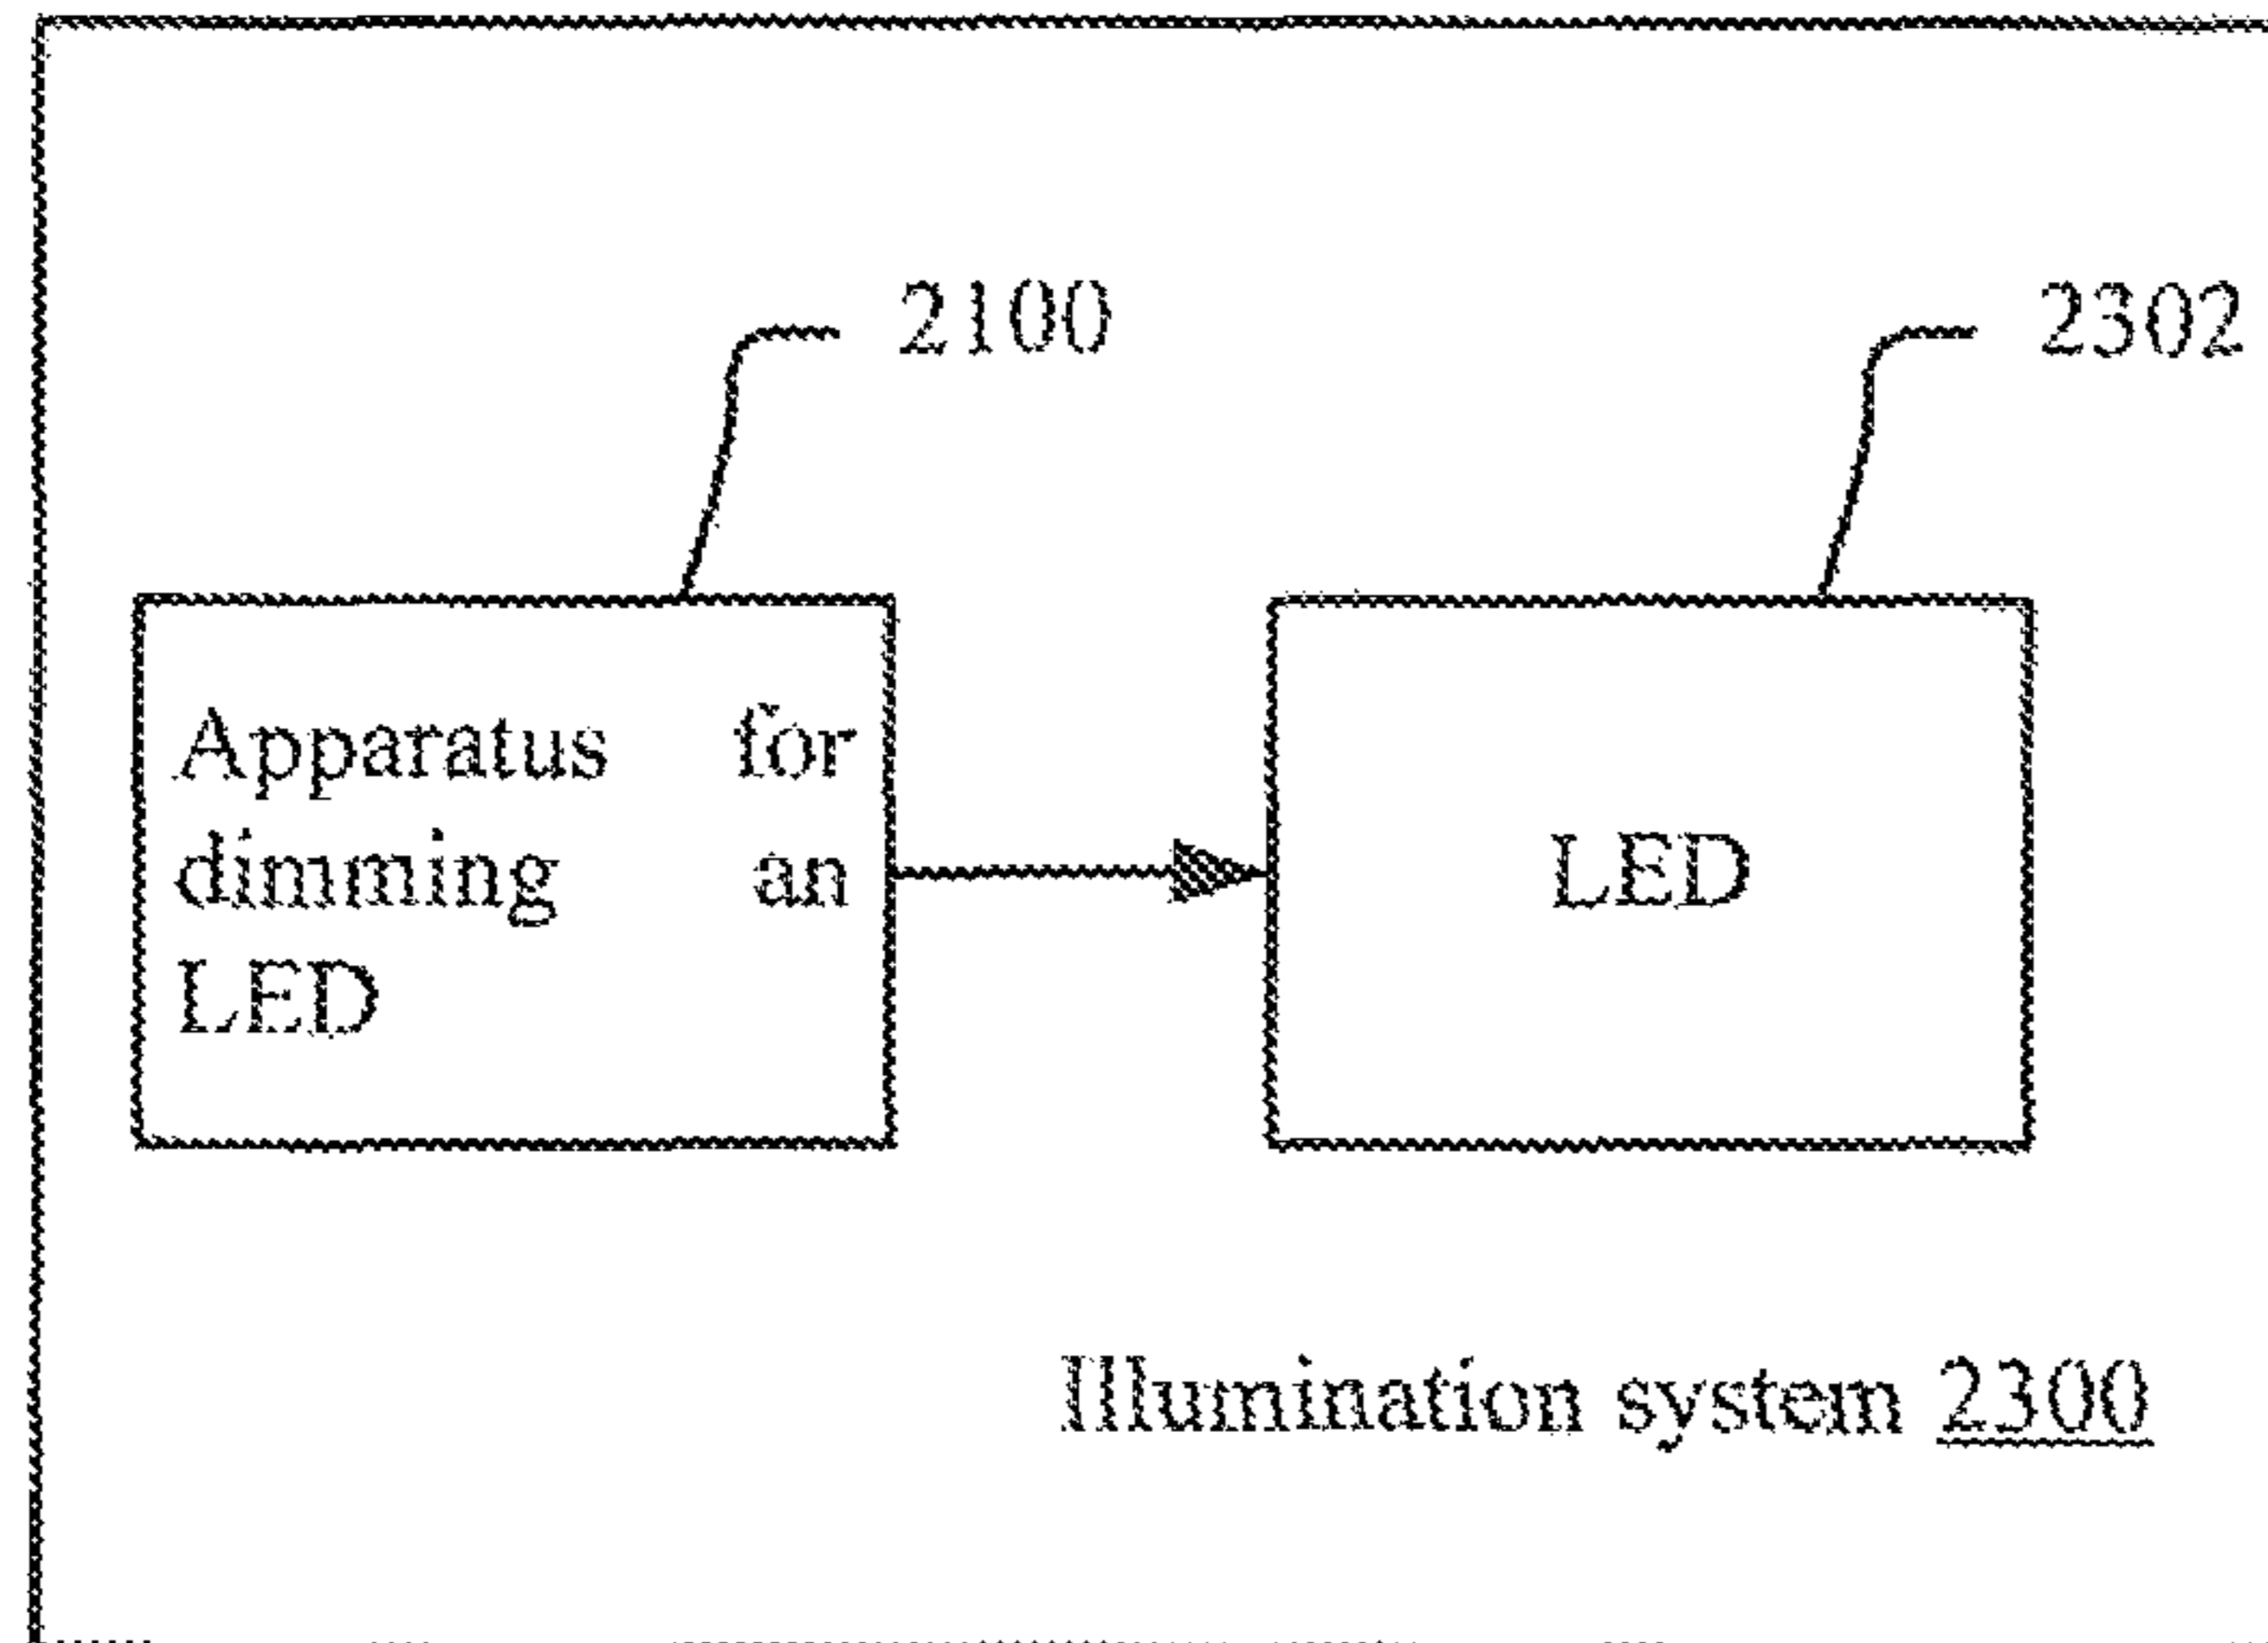 2100
2302
Apparatus for
dimming an
LED
LED
Illumination system 2300